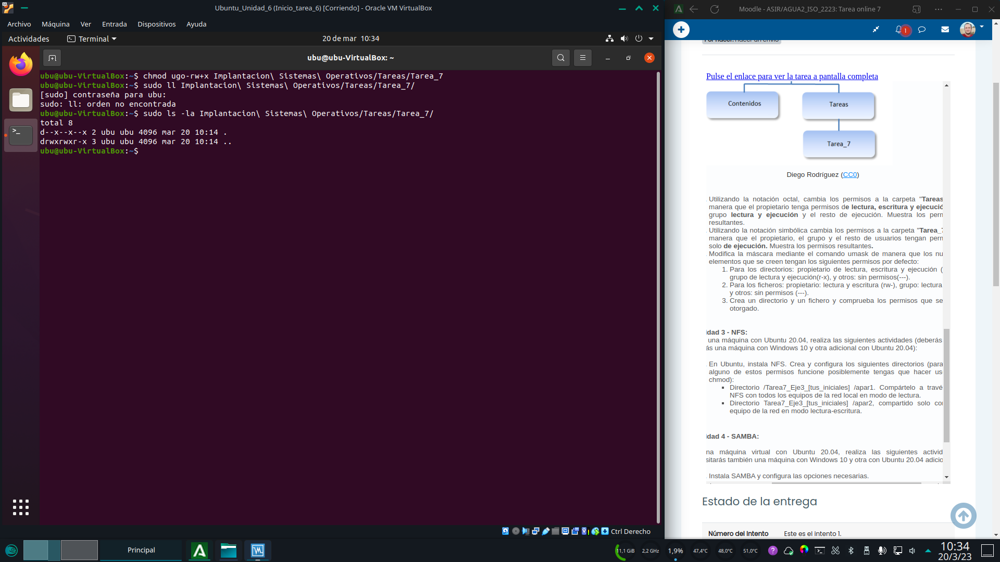 Ubuntu_Unidad_6 (Inicio_tarea_6) [Corriendo] - Oracle VM VirtualBox
Archivo Máquina Ver Entrada Dispositivos Ayuda
Actividades Terminal 20 de mar 10:34
ubu@ubu-VirtualBox: ~
ubu@ubu-VirtualBox:~$ chmod ugo-rw+x Implantacion\ Sistemas\ Operativos/Tareas/Tarea_7
ubu@ubu-VirtualBox:~$ sudo ll Implantacion\ Sistemas\ Operativos/Tareas/Tarea_7/
[sudo] contraseña para ubu:
sudo: ll: orden no encontrada
ubu@ubu-VirtualBox:~$ sudo ls -la Implantacion\ Sistemas\ Operativos/Tareas/Tarea_7/
total 8
d--x--x--x 2 ubu ubu 4096 mar 20 10:14 .
drwxrwxr-x 3 ubu ubu 4096 mar 20 10:14 ..
ubu@ubu-VirtualBox:~$
Ctrl Derecho
Moodle - ASIR/AGUA2_ISO_2223: Tarea online 7
1
Pulse el enlace para ver la tarea a pantalla completa
Contenidos Tareas
Tarea_7
Diego Rodríguez (CC0)
Utilizando la notación octal, cambia los permisos a la carpeta "Tareas
manera que el propietario tenga permisos de lectura, escritura y ejecució
grupo lectura y ejecución y el resto de ejecución. Muestra los perm
resultantes.
Utilizando la notación simbólica cambia los permisos a la carpeta "Tarea_7
manera que el propietario, el grupo y el resto de usuarios tengan perm
solo de ejecución. Muestra los permisos resultantes.
Modifica la máscara mediante el comando umask de manera que los nu
elementos que se creen tengan los siguientes permisos por defecto:
1. Para los directorios: propietario de lectura, escritura y ejecución (
grupo de lectura y ejecución(r-x), y otros: sin permisos(---).
2. Para los ficheros: propietario: lectura y escritura (rw-), grupo: lectura
y otros: sin permisos (---).
3. Crea un directorio y un fichero y comprueba los permisos que se
otorgado.
idad 3 - NFS:
una máquina con Ubuntu 20.04, realiza las siguientes actividades (deberás
ás una máquina con Windows 10 y otra adicional con Ubuntu 20.04):
En Ubuntu, instala NFS. Crea y configura los siguientes directorios (para
alguno de estos permisos funcione posiblemente tengas que hacer us
chmod):
Directorio /Tarea7_Eje3_[tus_iniciales] /apar1. Compártelo a travé
NFS con todos los equipos de la red local en modo de lectura.
Directorio Tarea7_Eje3_[tus_iniciales] /apar2, compartido solo con
equipo de la red en modo lectura-escritura.
idad 4 - SAMBA:
na máquina virtual con Ubuntu 20.04, realiza las siguientes activid
sitarás también una máquina con Windows 10 y otra con Ubuntu 20.04 adicio
Instala SAMBA y configura las opciones necesarias.
Estado de la entrega
Número del Intento Este es el intento 1.
Principal
11,1 GiB 2,2 GHz 1,9% 47,4°C 48,0°C 51,0°C
10:34
20/3/23